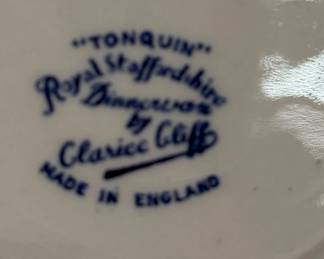 "TONQUIN"
Royal Staffordshire
Dinnerware
by
Clarice Cliff
MADE IN ENGLAND